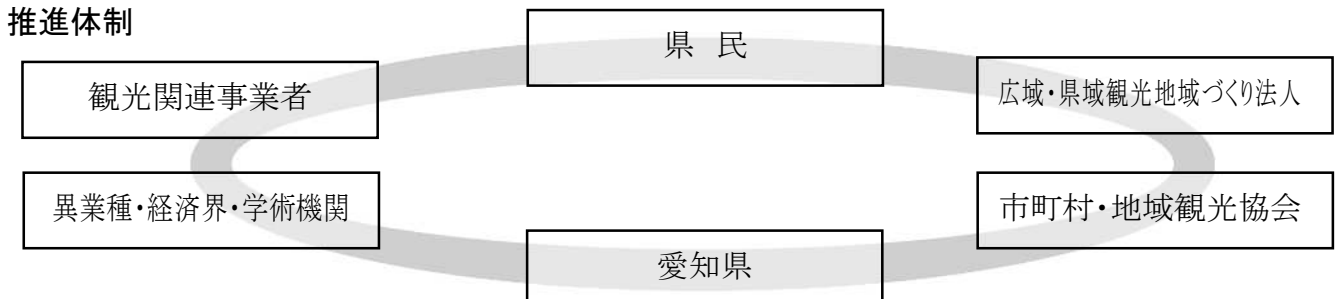 推進体制
県 民
観光関連事業者
広域・県域観光地域づくり法人
異業種・経済界・学術機関
市町村・地域観光協会
愛知県